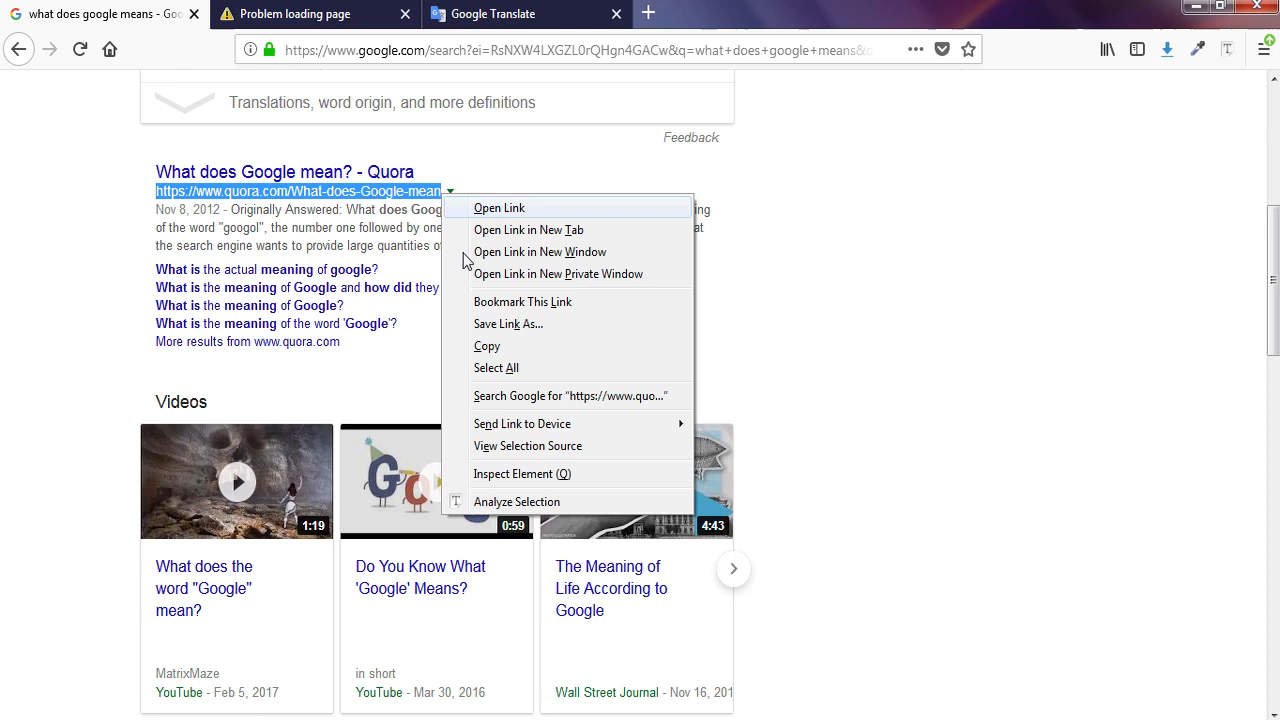 what does google means - Goo
Problem loading page
Google Translate
https://www.google.com/search?ei=RsNXW4LXGZL0rQHgn4GACw&q=what+does+google+means&
Translations, word origin, and more definitions
Feedback
What does Google mean? - Quora
https://www.quora.com/What-does-Google-mean
Nov 8, 2012 - Originally Answered: What does Goog
of the word "googol", the number one followed by one
the search engine wants to provide large quantities of
What is the actual meaning of google?
What is the meaning of Google and how did they
What is the meaning of Google?
What is the meaning of the word 'Google'?
More results from www.quora.com
Open Link
Open Link in New Tab
Open Link in New Window
Open Link in New Private Window
Bookmark This Link
Save Link As...
Copy
Select All
Search Google for "https://www.quo..."
Send Link to Device
View Selection Source
Inspect Element (Q)
Analyze Selection
Videos
1:19
0:59
4:43
What does the
word "Google"
mean?
MatrixMaze
YouTube - Feb 5, 2017
Do You Know What
'Google' Means?
in short
YouTube - Mar 30, 2016
The Meaning of
Life According to
Google
Wall Street Journal - Nov 16, 201